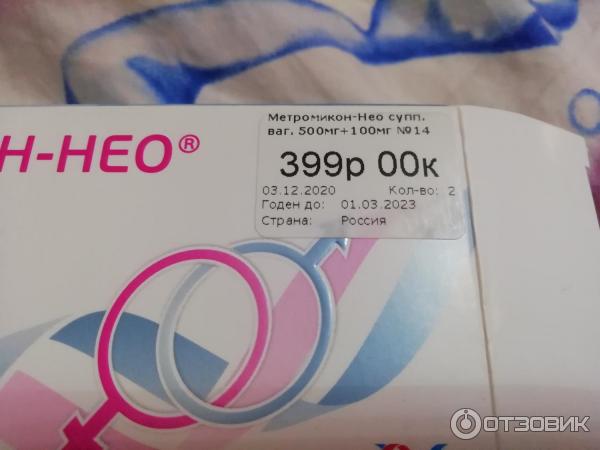 Метромикон-Нео супп.
ваг. 500мг+100мг №14
399р 00к
03.12.2020 Кол-во: 2
Годен до: 01.03.2023
Страна: Россия
Н-НЕО®
ОТЗОВИК